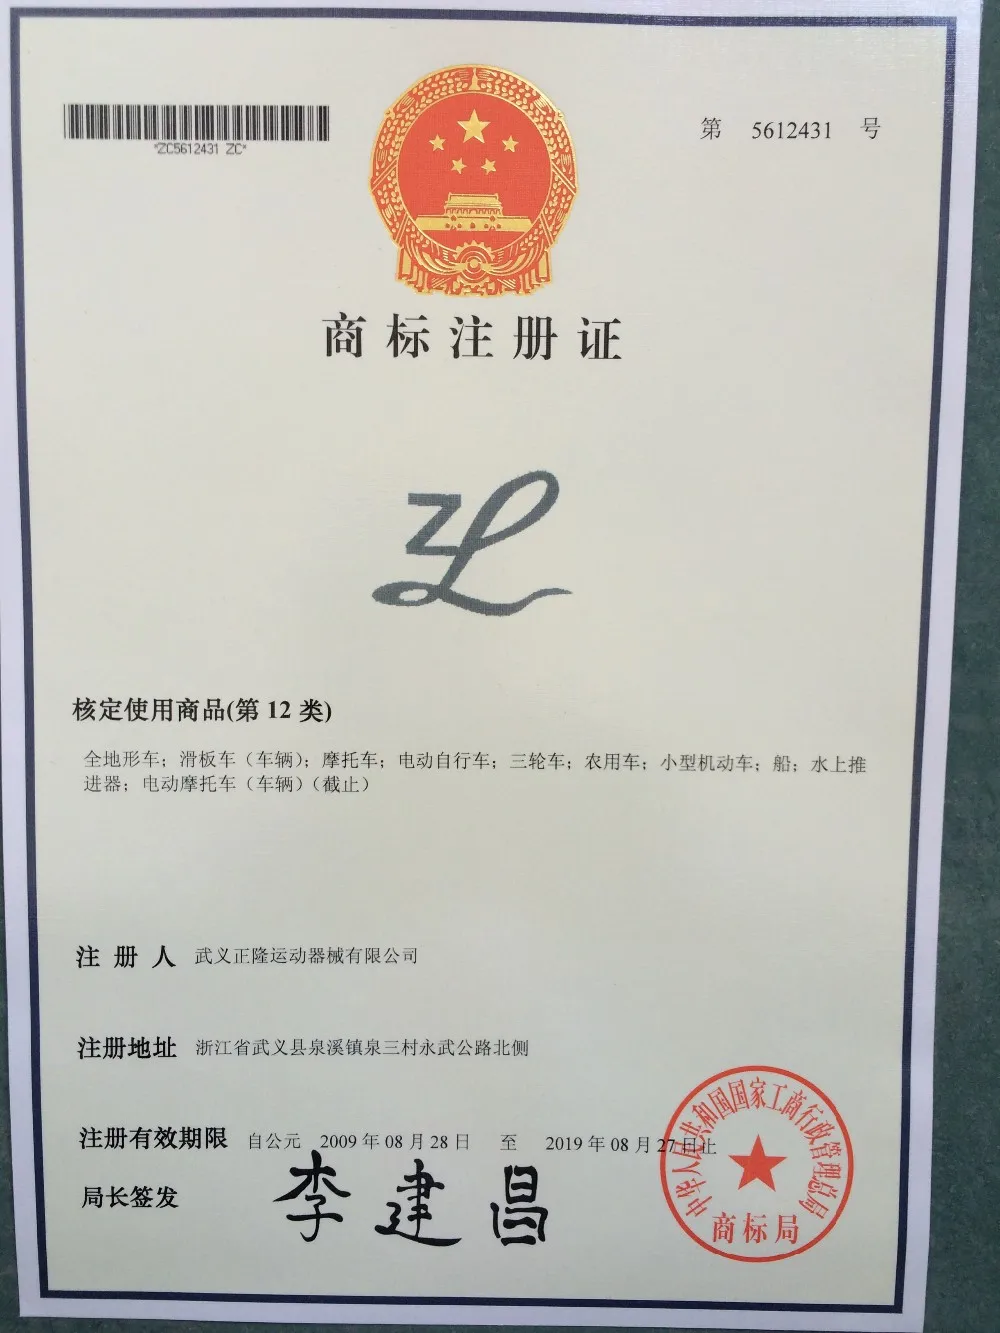 *ZC5612431 ZC*
第 5612431 号
商标注册证
ZL
核定使用商品(第 12 类)
全地形车；滑板车（车辆）；摩托车；电动自行车；三轮车；农用车；小型机动车；船；水上推
进器；电动摩托车（车辆）（截止）
注 册 人 武义正隆运动器械有限公司
注册地址 浙江省武义县泉溪镇泉三村永武公路北侧
注册有效期限 自公元 2009 年 08 月 28 日 至 2019 年 08 月 27 日止
局长签发 李建昌
中华人民共和国国家工商行政管理总局
商标局